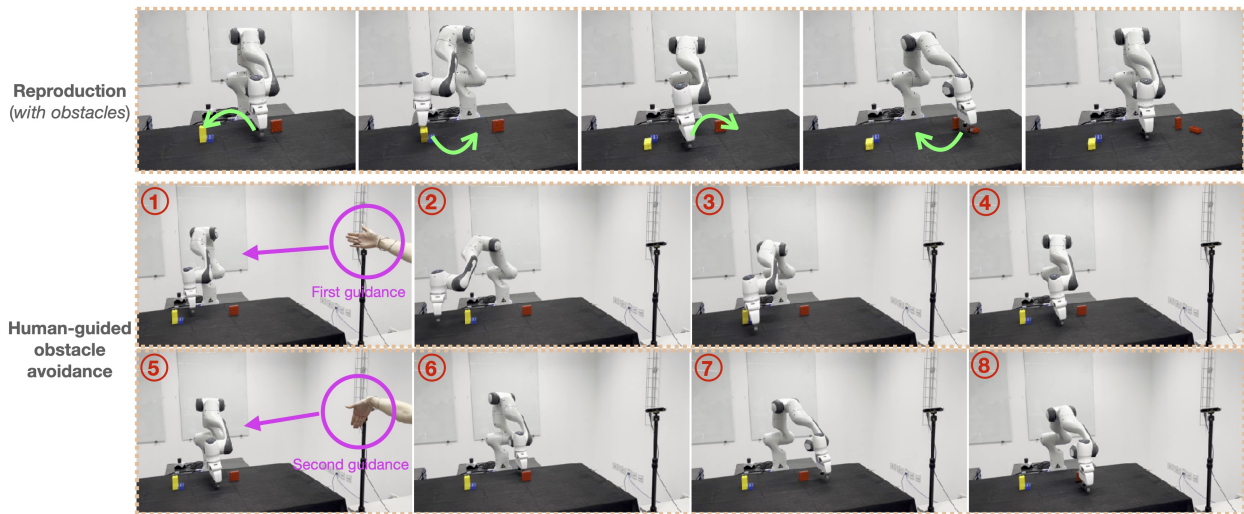 Reproduction
(with obstacles)
1
2
3
4
First guidance
Human-guided
obstacle
avoidance
5
6
7
8
Second guidance